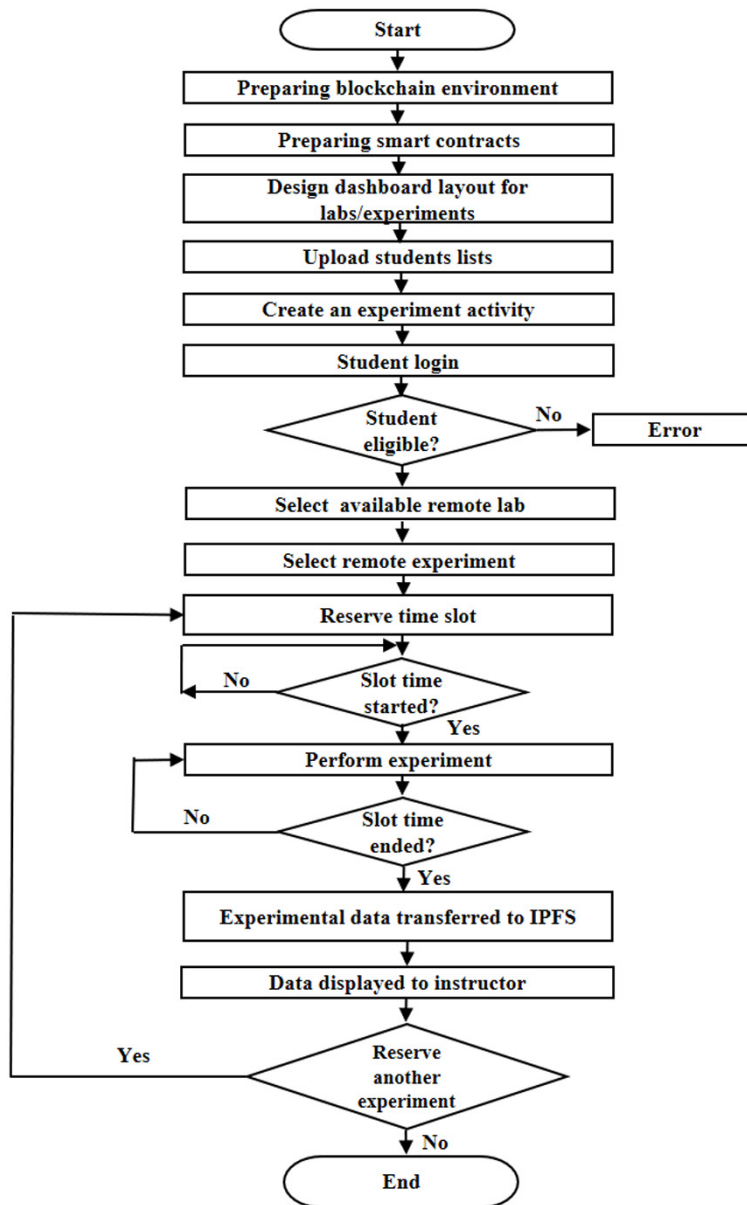 Start
Preparing blockchain environment
Preparing smart contracts
Design dashboard layout for
labs/experiments
Upload students lists
Create an experiment activity
Student login
Student
eligible?
No
Error
Select available remote lab
Select remote experiment
Reserve time slot
Slot time
started?
No
Yes
Perform experiment
Slot time
ended?
No
Yes
Experimental data transferred to IPFS
Data displayed to instructor
Reserve
another
experiment
Yes
No
End